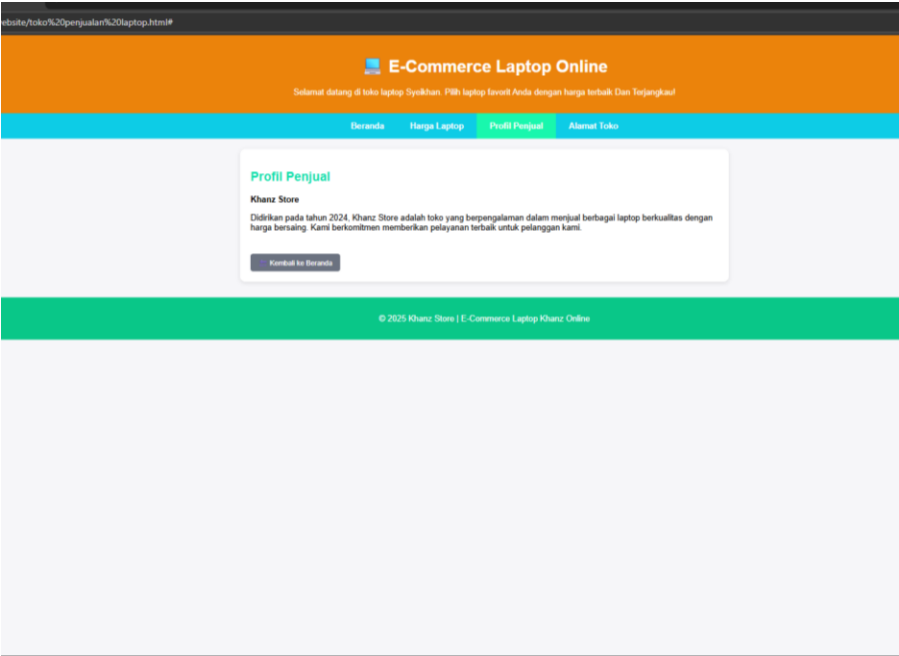 ebsite/toko%20penjualan%20laptop.html#
E-Commerce Laptop Online
Selamat datang di toko laptop Syeikhan. Pilih laptop favorit Anda dengan harga terbaik Dan Terjangkau!
Beranda Harga Laptop Profil Penjual Alamat Toko
Profil Penjual
Khanz Store
Didirikan pada tahun 2024, Khanz Store adalah toko yang berpengalaman dalam menjual berbagai laptop berkualitas dengan
harga bersaing. Kami berkomitmen memberikan pelayanan terbaik untuk pelanggan kami.
Kembali ke Beranda
© 2025 Khanz Store | E-Commerce Laptop Khanz Online